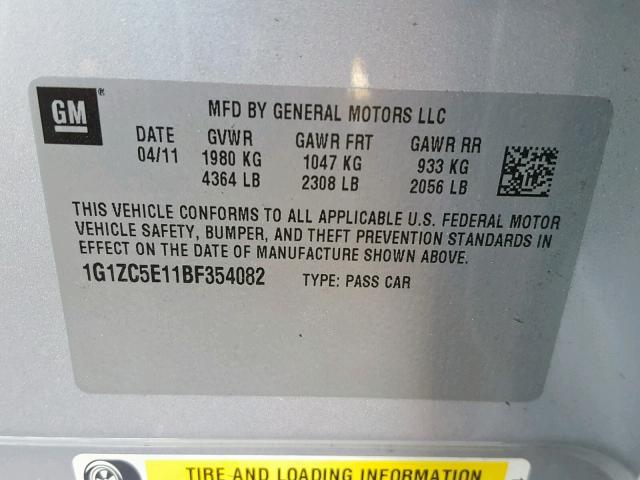 GM
MFD BY GENERAL MOTORS LLC
DATE GVWR GAWR FRT GAWR RR
04/11 1980 KG 1047 KG 933 KG
4364 LB 2308 LB 2056 LB
THIS VEHICLE CONFORMS TO ALL APPLICABLE U.S. FEDERAL MOTOR
VEHICLE SAFETY, BUMPER, AND THEFT PREVENTION STANDARDS IN
EFFECT ON THE DATE OF MANUFACTURE SHOWN ABOVE.
1G1ZC5E11BF354082 TYPE: PASS CAR
TIRE AND LOADING INFORMATION